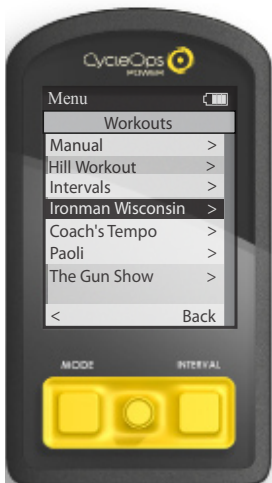 CycleOps
POWER
Menu
Workouts
Manual >
Hill Workout >
Intervals >
Ironman Wisconsin >
Coach's Tempo >
Paoli >
The Gun Show >
< Back
MODE INTERVAL